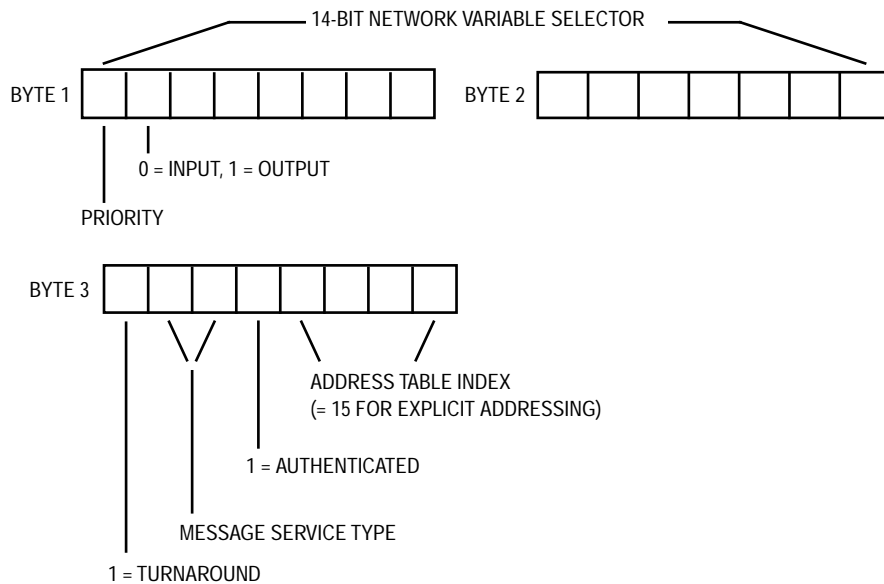 14-BIT NETWORK VARIABLE SELECTOR
BYTE 1
BYTE 2
0 = INPUT, 1 = OUTPUT
PRIORITY
BYTE 3
ADDRESS TABLE INDEX
(= 15 FOR EXPLICIT ADDRESSING)
1 = AUTHENTICATED
MESSAGE SERVICE TYPE
1 = TURNAROUND